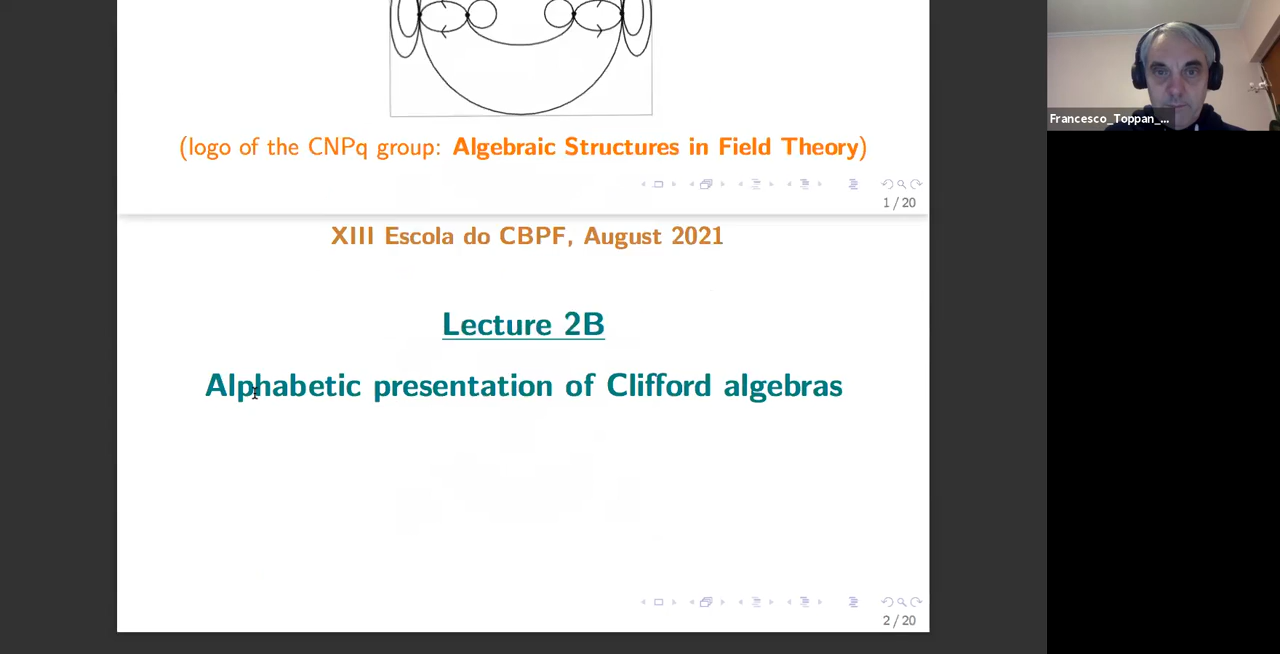 (logo of the CNPq group: Algebraic Structures in Field Theory)
1 / 20
XIII Escola do CBPF, August 2021
Lecture 2B
Alphabetic presentation of Clifford algebras
2 / 20
Francesco_Toppan_...